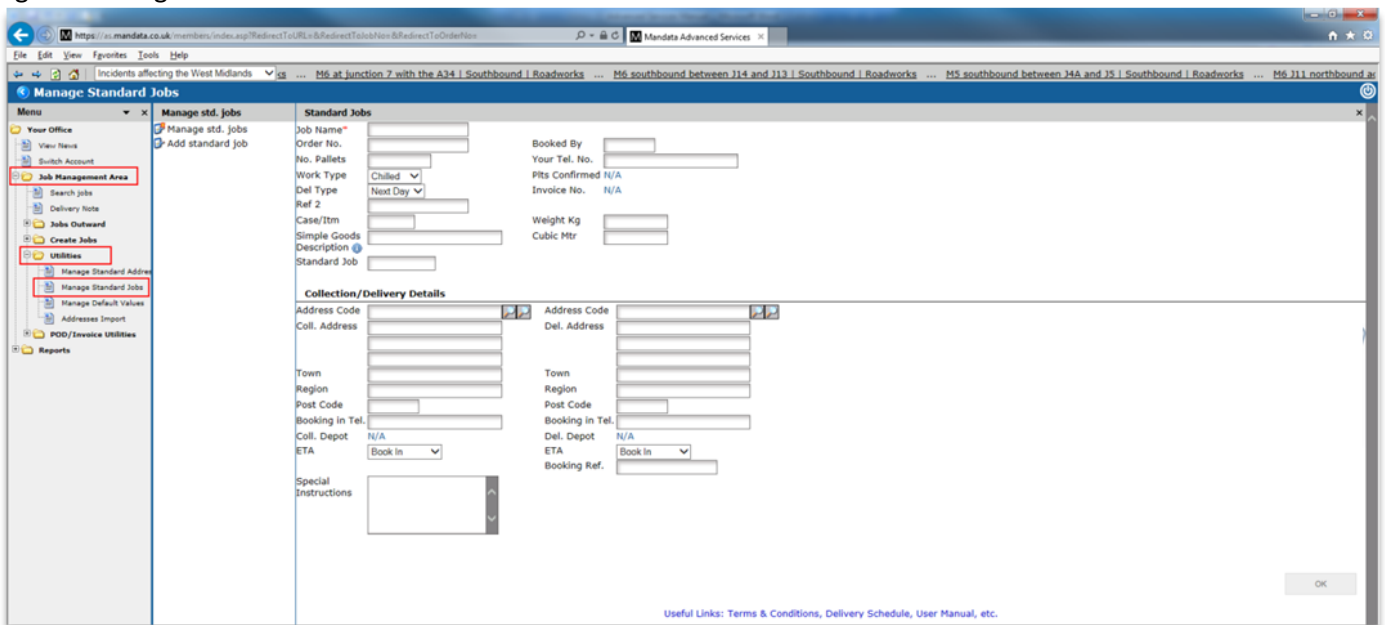 https://as.mandata.co.uk/members/index.asp?RedirectToURL=&RedirectToJobNo=&RedirectToOrderNo=
Mandata Advanced Services
File Edit View Favorites Tools Help
Incidents affecting the West Midlands ... M6 at junction 7 with the A34 | Southbound | Roadworks ... M6 southbound between J14 and J13 | Southbound | Roadworks ... M5 southbound between J4A and J5 | Southbound | Roadworks ... M6 J11 northbound
Manage Standard Jobs
Menu
Manage std. jobs
Standard Jobs
Your Office
View News
Switch Account
Job Management Area
Search jobs
Delivery Note
Jobs Outward
Create Jobs
Utilities
Manage Standard Addre
Manage Standard Jobs
Manage Default Values
Addresses Import
POD/Invoice Utilities
Reports
Manage std. jobs
Add standard job
Job Name*
Order No. Booked By
No. Pallets Your Tel. No.
Work Type Chilled Plts Confirmed N/A
Del Type Next Day Invoice No. N/A
Ref 2
Case/Itm Weight Kg
Simple Goods Cubic Mtr
Description
Standard Job
Collection/Delivery Details
Address Code Address Code
Coll. Address Del. Address
Town Town
Region Region
Post Code Post Code
Booking in Tel. Booking in Tel.
Coll. Depot N/A Del. Depot N/A
ETA Book In ETA Book In
Booking Ref.
Special
Instructions
OK
Useful Links: Terms & Conditions, Delivery Schedule, User Manual, etc.